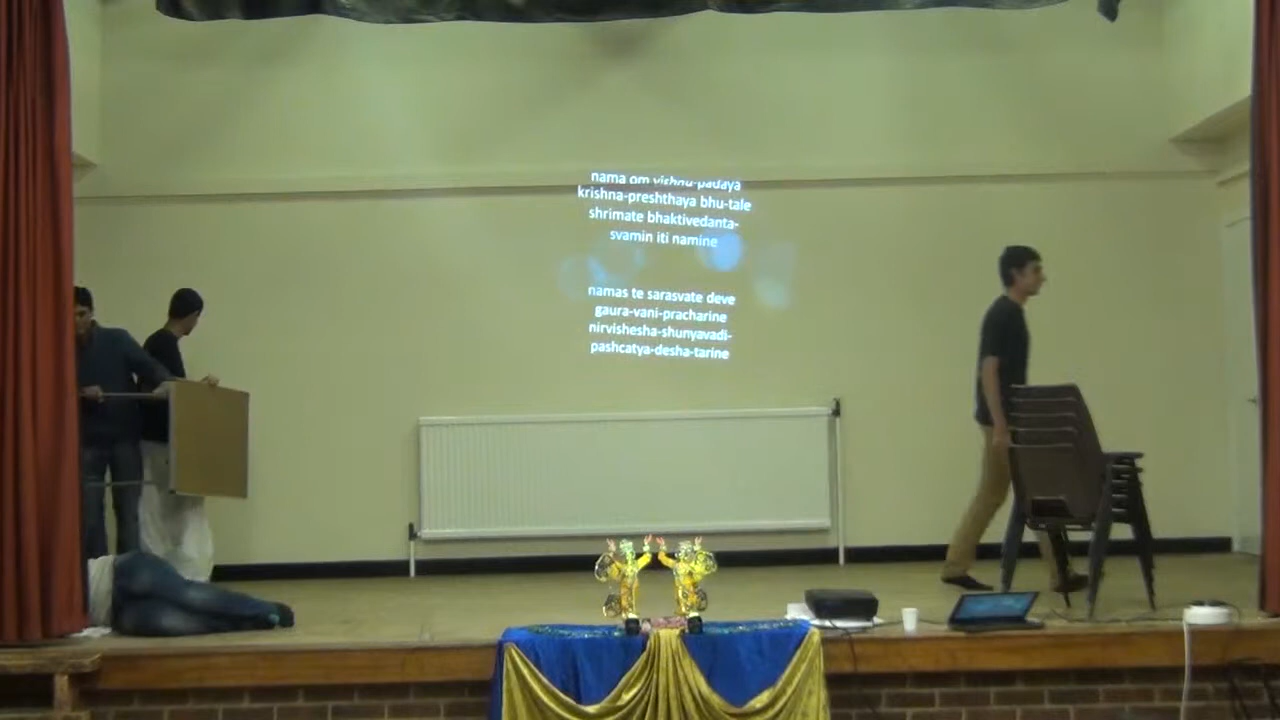 nama om vishnu-padaya
krishna-preshthaya bhu-tale
shrimate bhaktivedanta-
svamin iti namine
namas te sarasvate deve
gaura-vani-pracharine
nirvishesha-shunyavadi-
pashcatya-desha-tarine